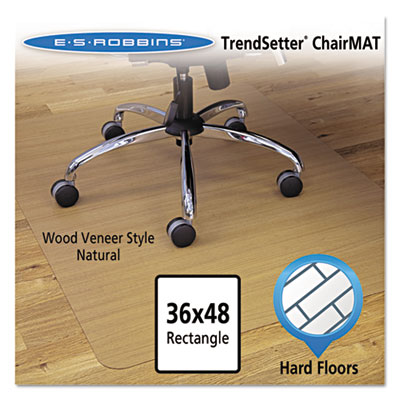 E·S·ROBBINS®
TrendSetter® ChairMAT
Wood Veneer Style
Natural
36x48
Rectangle
Hard Floors